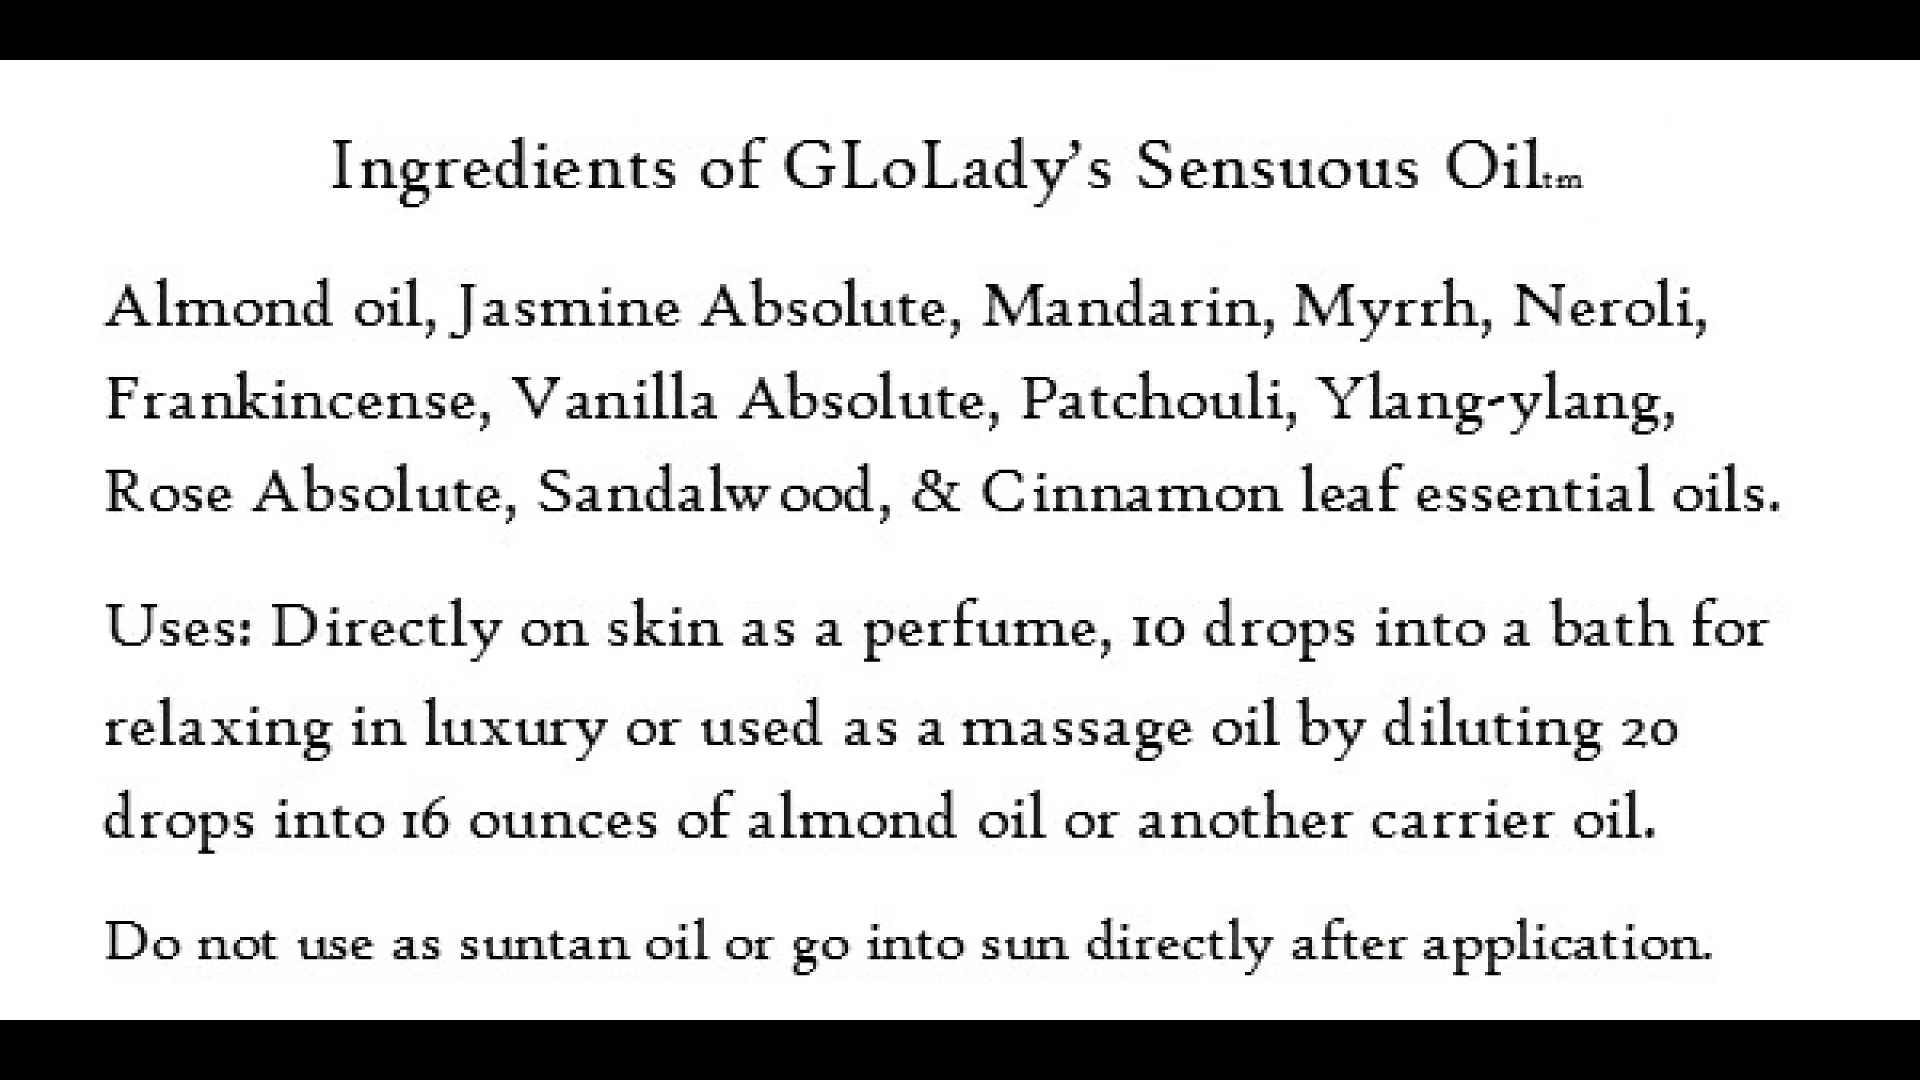 Ingredients of GLoLady's Sensuous Oil tm
Almond oil, Jasmine Absolute, Mandarin, Myrrh, Neroli,
Frankincense, Vanilla Absolute, Patchouli, Ylang-ylang,
Rose Absolute, Sandalwood, & Cinnamon leaf essential oils.
Uses: Directly on skin as a perfume, 10 drops into a bath for
relaxing in luxury or used as a massage oil by diluting 20
drops into 16 ounces of almond oil or another carrier oil.
Do not use as suntan oil or go into sun directly after application.